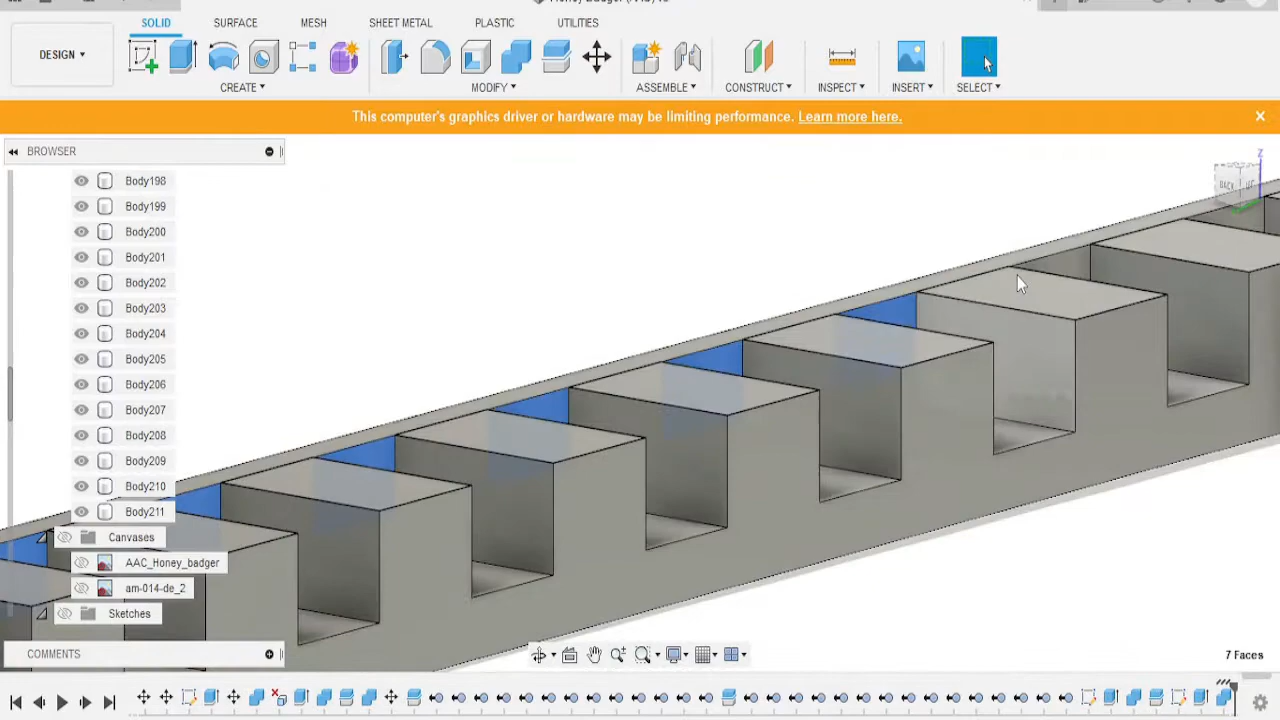 SOLID SURFACE MESH SHEET METAL PLASTIC UTILITIES
DESIGN
CREATE MODIFY ASSEMBLE CONSTRUCT INSPECT INSERT SELECT
This computer's graphics driver or hardware may be limiting performance. Learn more here.
BROWSER
Body198
Body199
Body200
Body201
Body202
Body203
Body204
Body205
Body206
Body207
Body208
Body209
Body210
Body211
Canvases
AAC_Honey_badger
am-014-de_2
Sketches
COMMENTS
Z
BACK
7 Faces